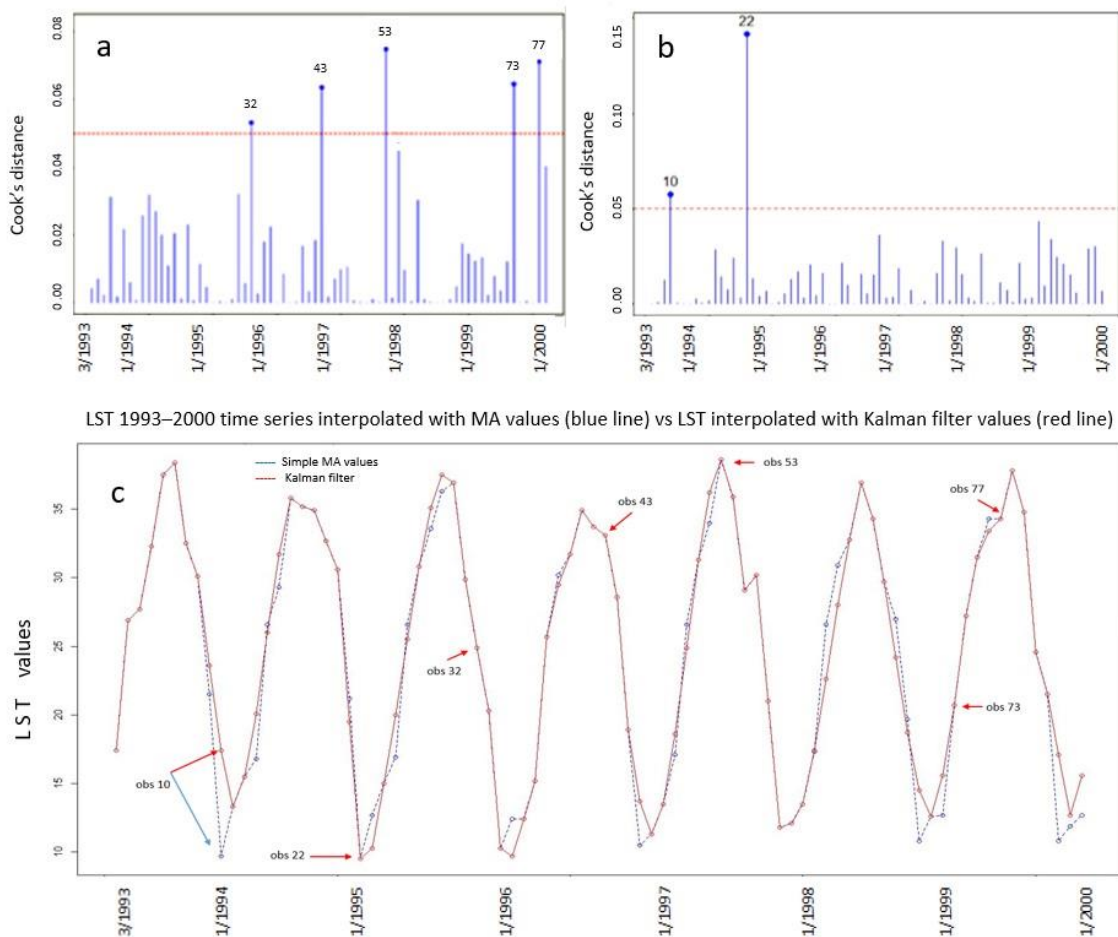 a
Cook's distance
0.08
0.06
0.04
0.02
0.00
32
43
53
73
77
3/1993
1/1994
1/1995
1/1996
1/1997
1/1998
1/1999
1/2000
b
Cook's distance
0.15
0.10
0.05
0.00
10
22
3/1993
1/1994
1/1995
1/1996
1/1997
1/1998
1/1999
1/2000
LST 1993–2000 time series interpolated with MA values (blue line) vs LST interpolated with Kalman filter values (red line)
c
Simple MA values
Kalman filter
LST values
35
30
25
20
15
10
obs 10
obs 22
obs 32
obs 43
obs 53
obs 73
obs 77
3/1993
1/1994
1/1995
1/1996
1/1997
1/1998
1/1999
1/2000